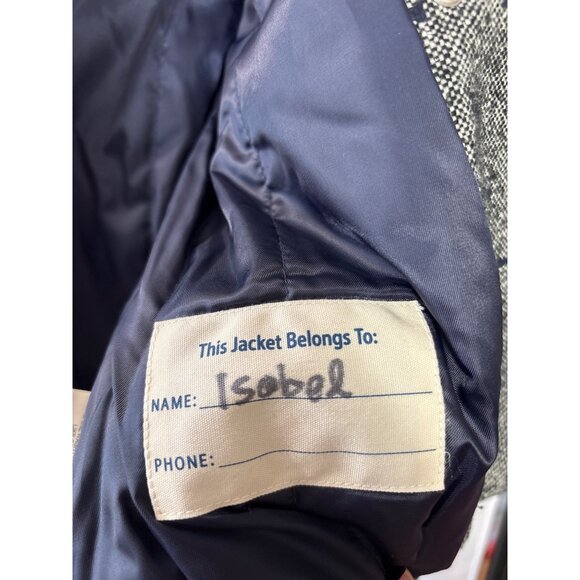 This Jacket Belongs To:
NAME: Isobel
PHONE: